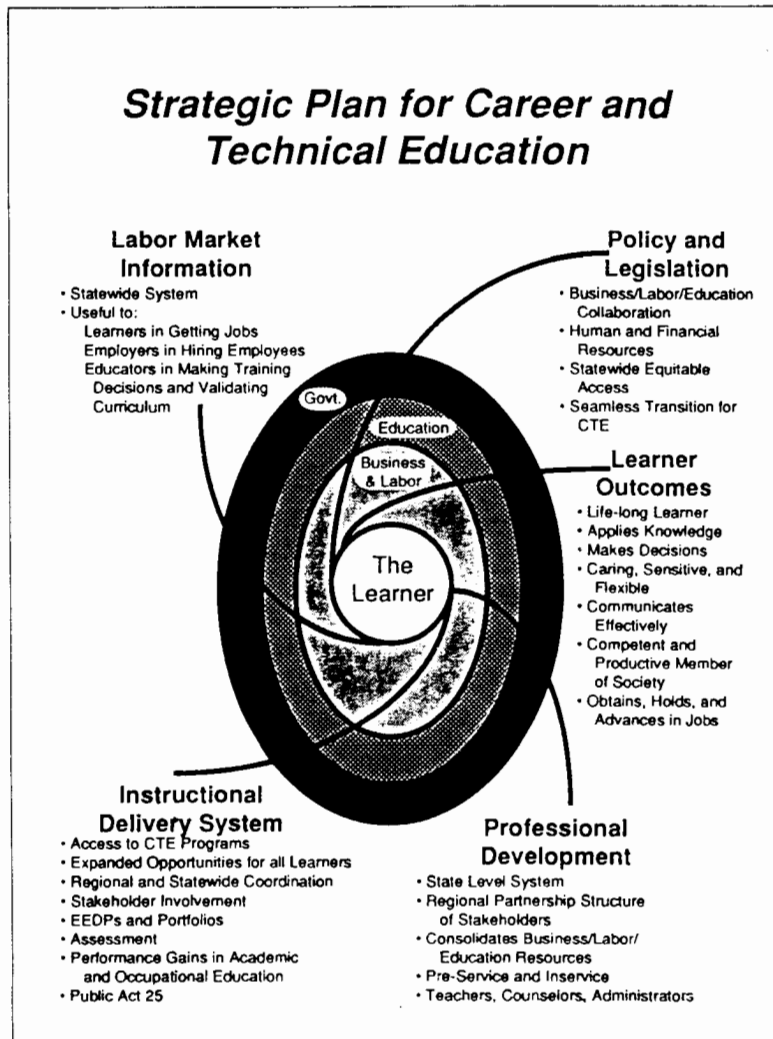 Strategic Plan for Career and
Technical Education
Labor Market
Information
• Statewide System
• Useful to:
Learners in Getting Jobs
Employers in Hiring Employees
Educators in Making Training
Decisions and Validating
Curriculum
Policy and
Legislation
• Business/Labor/Education
Collaboration
• Human and Financial
Resources
• Statewide Equitable
Access
• Seamless Transition for
CTE
Govt.
Education
Business
& Labor
The
Learner
Learner
Outcomes
• Life-long Learner
• Applies Knowledge
• Makes Decisions
• Caring, Sensitive, and
Flexible
• Communicates
Effectively
• Competent and
Productive Member
of Society
• Obtains, Holds, and
Advances in Jobs
Instructional
Delivery System
• Access to CTE Programs
• Expanded Opportunities for all Learners
• Regional and Statewide Coordination
• Stakeholder Involvement
• EEDPs and Portfolios
• Assessment
• Performance Gains in Academic
and Occupational Education
• Public Act 25
Professional
Development
• State Level System
• Regional Partnership Structure
of Stakeholders
• Consolidates Business/Labor/
Education Resources
• Pre-Service and Inservice
• Teachers, Counselors, Administrators